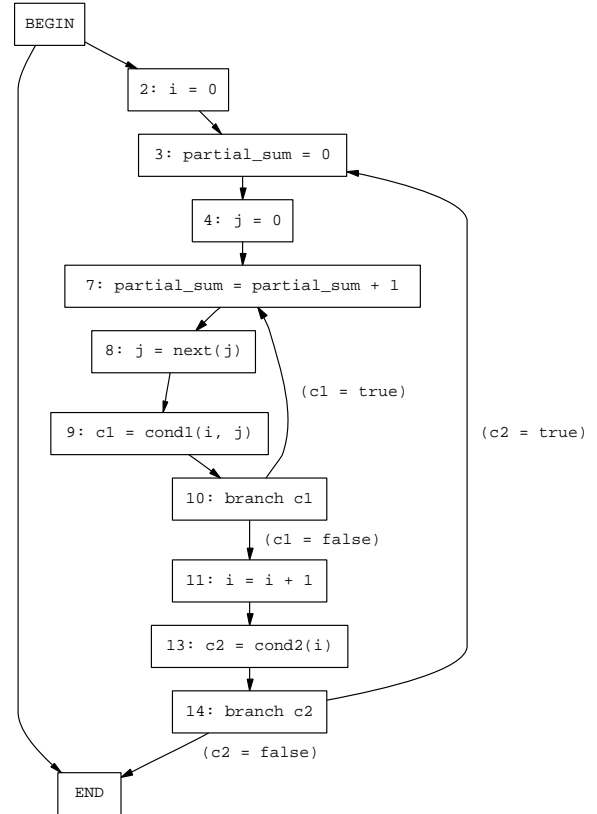 BEGIN
2: i = 0
3: partial_sum = 0
4: j = 0
7: partial_sum = partial_sum + 1
8: j = next(j)
(c1 = true)
9: c1 = cond1(i, j)
(c2 = true)
10: branch c1
(c1 = false)
11: i = i + 1
13: c2 = cond2(i)
14: branch c2
(c2 = false)
END